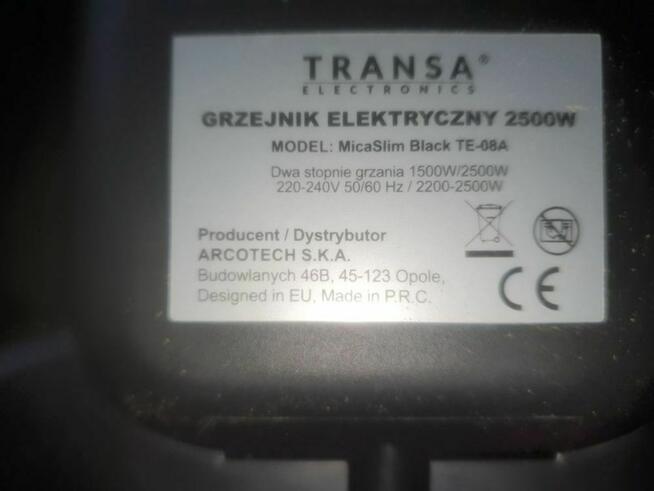 TRANSA®
ELECTRONICS
GRZEJNIK ELEKTRYCZNY 2500W
MODEL: MicaSlim Black TE-08A
Dwa stopnie grzania 1500W/2500W
220-240V 50/60 Hz / 2200-2500W
Producent / Dystrybutor
ARCOTECH S.K.A.
Budowlanych 46B, 45-123 Opole,
Designed in EU, Made in P.R.C.
CE